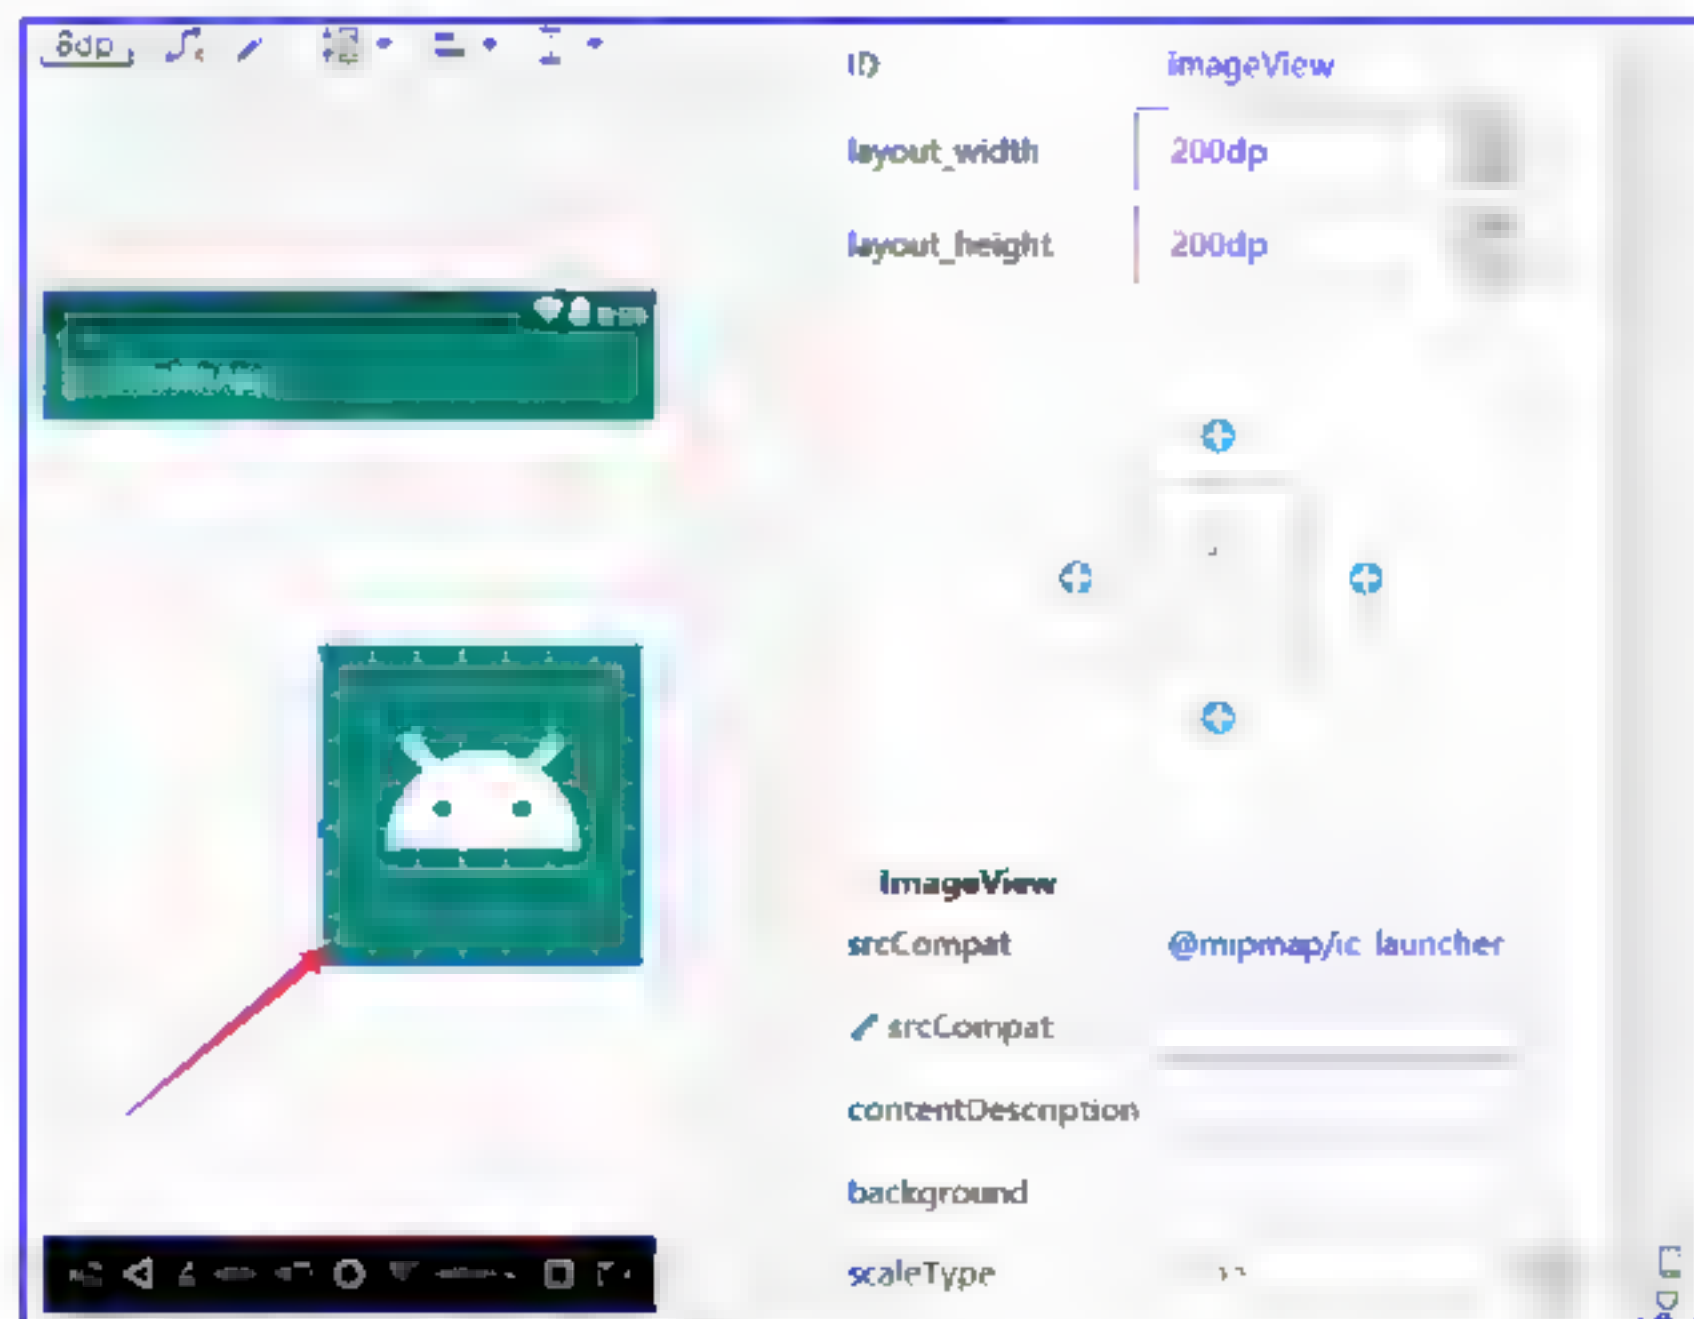 8dp
ID imageView
layout_width 200dp
layout_height 200dp
ImageView
srcCompat @mipmap/ic_launcher
srcCompat
contentDescription
background
scaleType